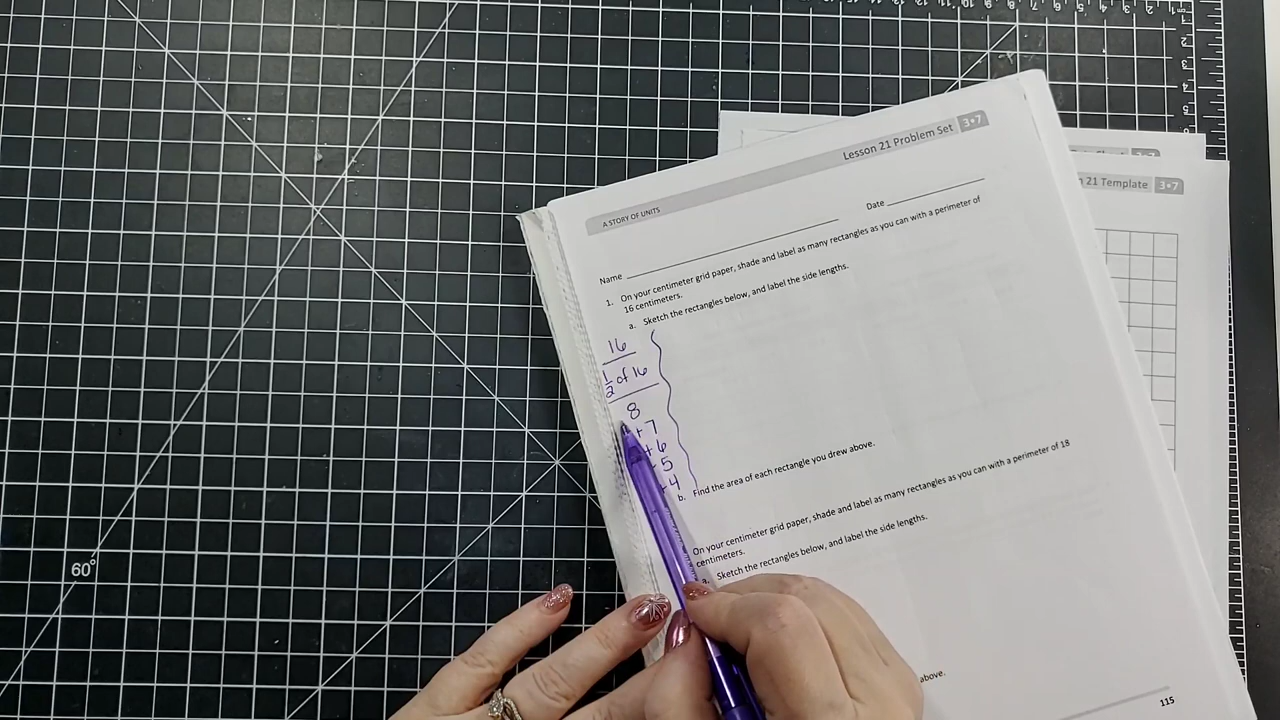 Lesson 21 Problem Set 3•7
A STORY OF UNITS
Name Date
1. On your centimeter grid paper, shade and label as many rectangles as you can with a perimeter of
16 centimeters.
a. Sketch the rectangles below, and label the side lengths.
16
1/2 of 16
8
+7
+6
+5
+4
b. Find the area of each rectangle you drew above.
On your centimeter grid paper, shade and label as many rectangles as you can with a perimeter of 18
centimeters.
a. Sketch the rectangles below, and label the side lengths.
above.
115
21 Template 3•7
3•7
60°